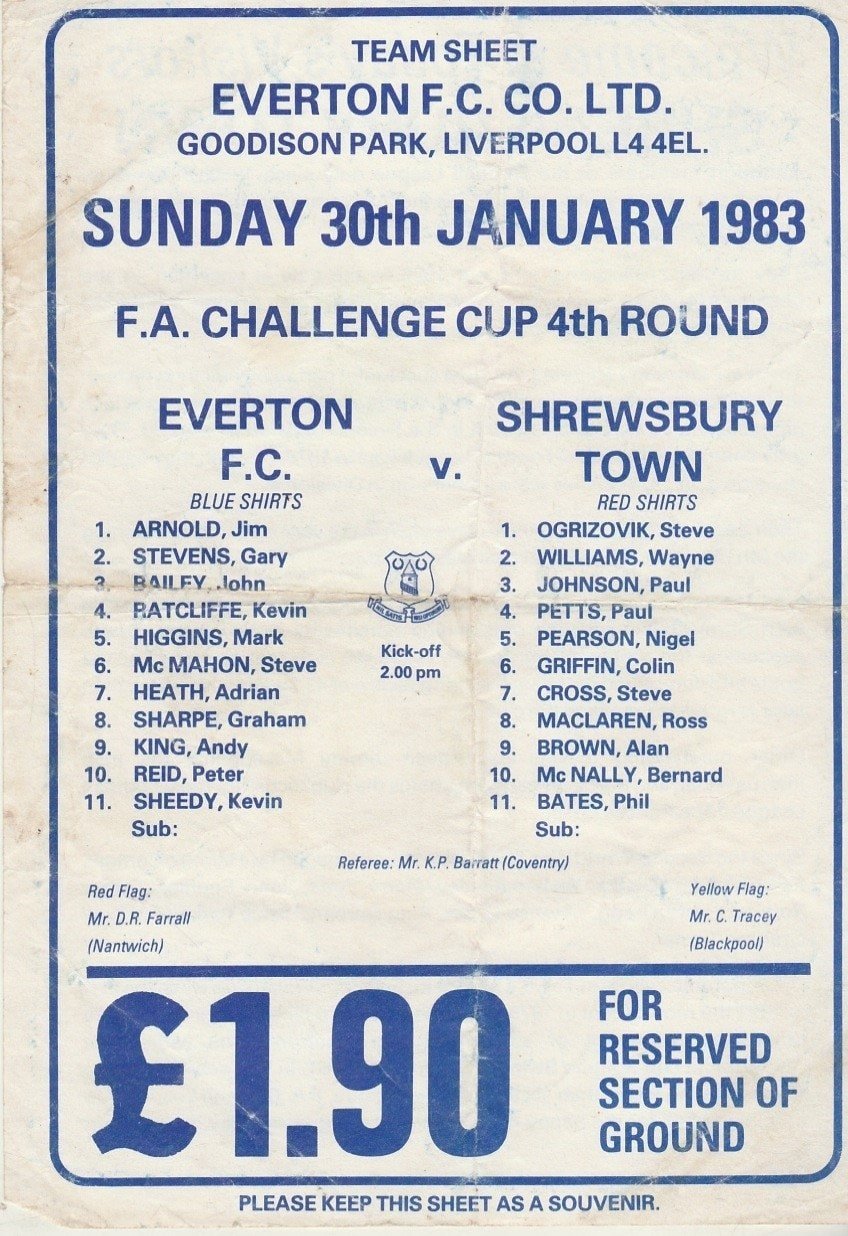 TEAM SHEET
EVERTON F.C. CO. LTD.
GOODISON PARK, LIVERPOOL L4 4EL.
SUNDAY 30th JANUARY 1983
F.A. CHALLENGE CUP 4th ROUND
EVERTON
F.C.
BLUE SHIRTS
1. ARNOLD, Jim
2. STEVENS, Gary
3. BAILEY, John
4. RATCLIFFE, Kevin
5. HIGGINS, Mark
6. Mc MAHON, Steve
7. HEATH, Adrian
8. SHARPE, Graham
9. KING, Andy
10. REID, Peter
11. SHEEDY, Kevin
Sub:
v.
Kick-off
2.00 pm
SHREWSBURY
TOWN
RED SHIRTS
1. OGRIZOVIK, Steve
2. WILLIAMS, Wayne
3. JOHNSON, Paul
4. PETTS, Paul
5. PEARSON, Nigel
6. GRIFFIN, Colin
7. CROSS, Steve
8. MACLAREN, Ross
9. BROWN, Alan
10. Mc NALLY, Bernard
11. BATES, Phil
Sub:
Referee: Mr. K.P. Barratt (Coventry)
Red Flag:
Mr. D.R. Farrall
(Nantwich)
Yellow Flag:
Mr. C. Tracey
(Blackpool)
£1.90
FOR
RESERVED
SECTION OF
GROUND
PLEASE KEEP THIS SHEET AS A SOUVENIR.